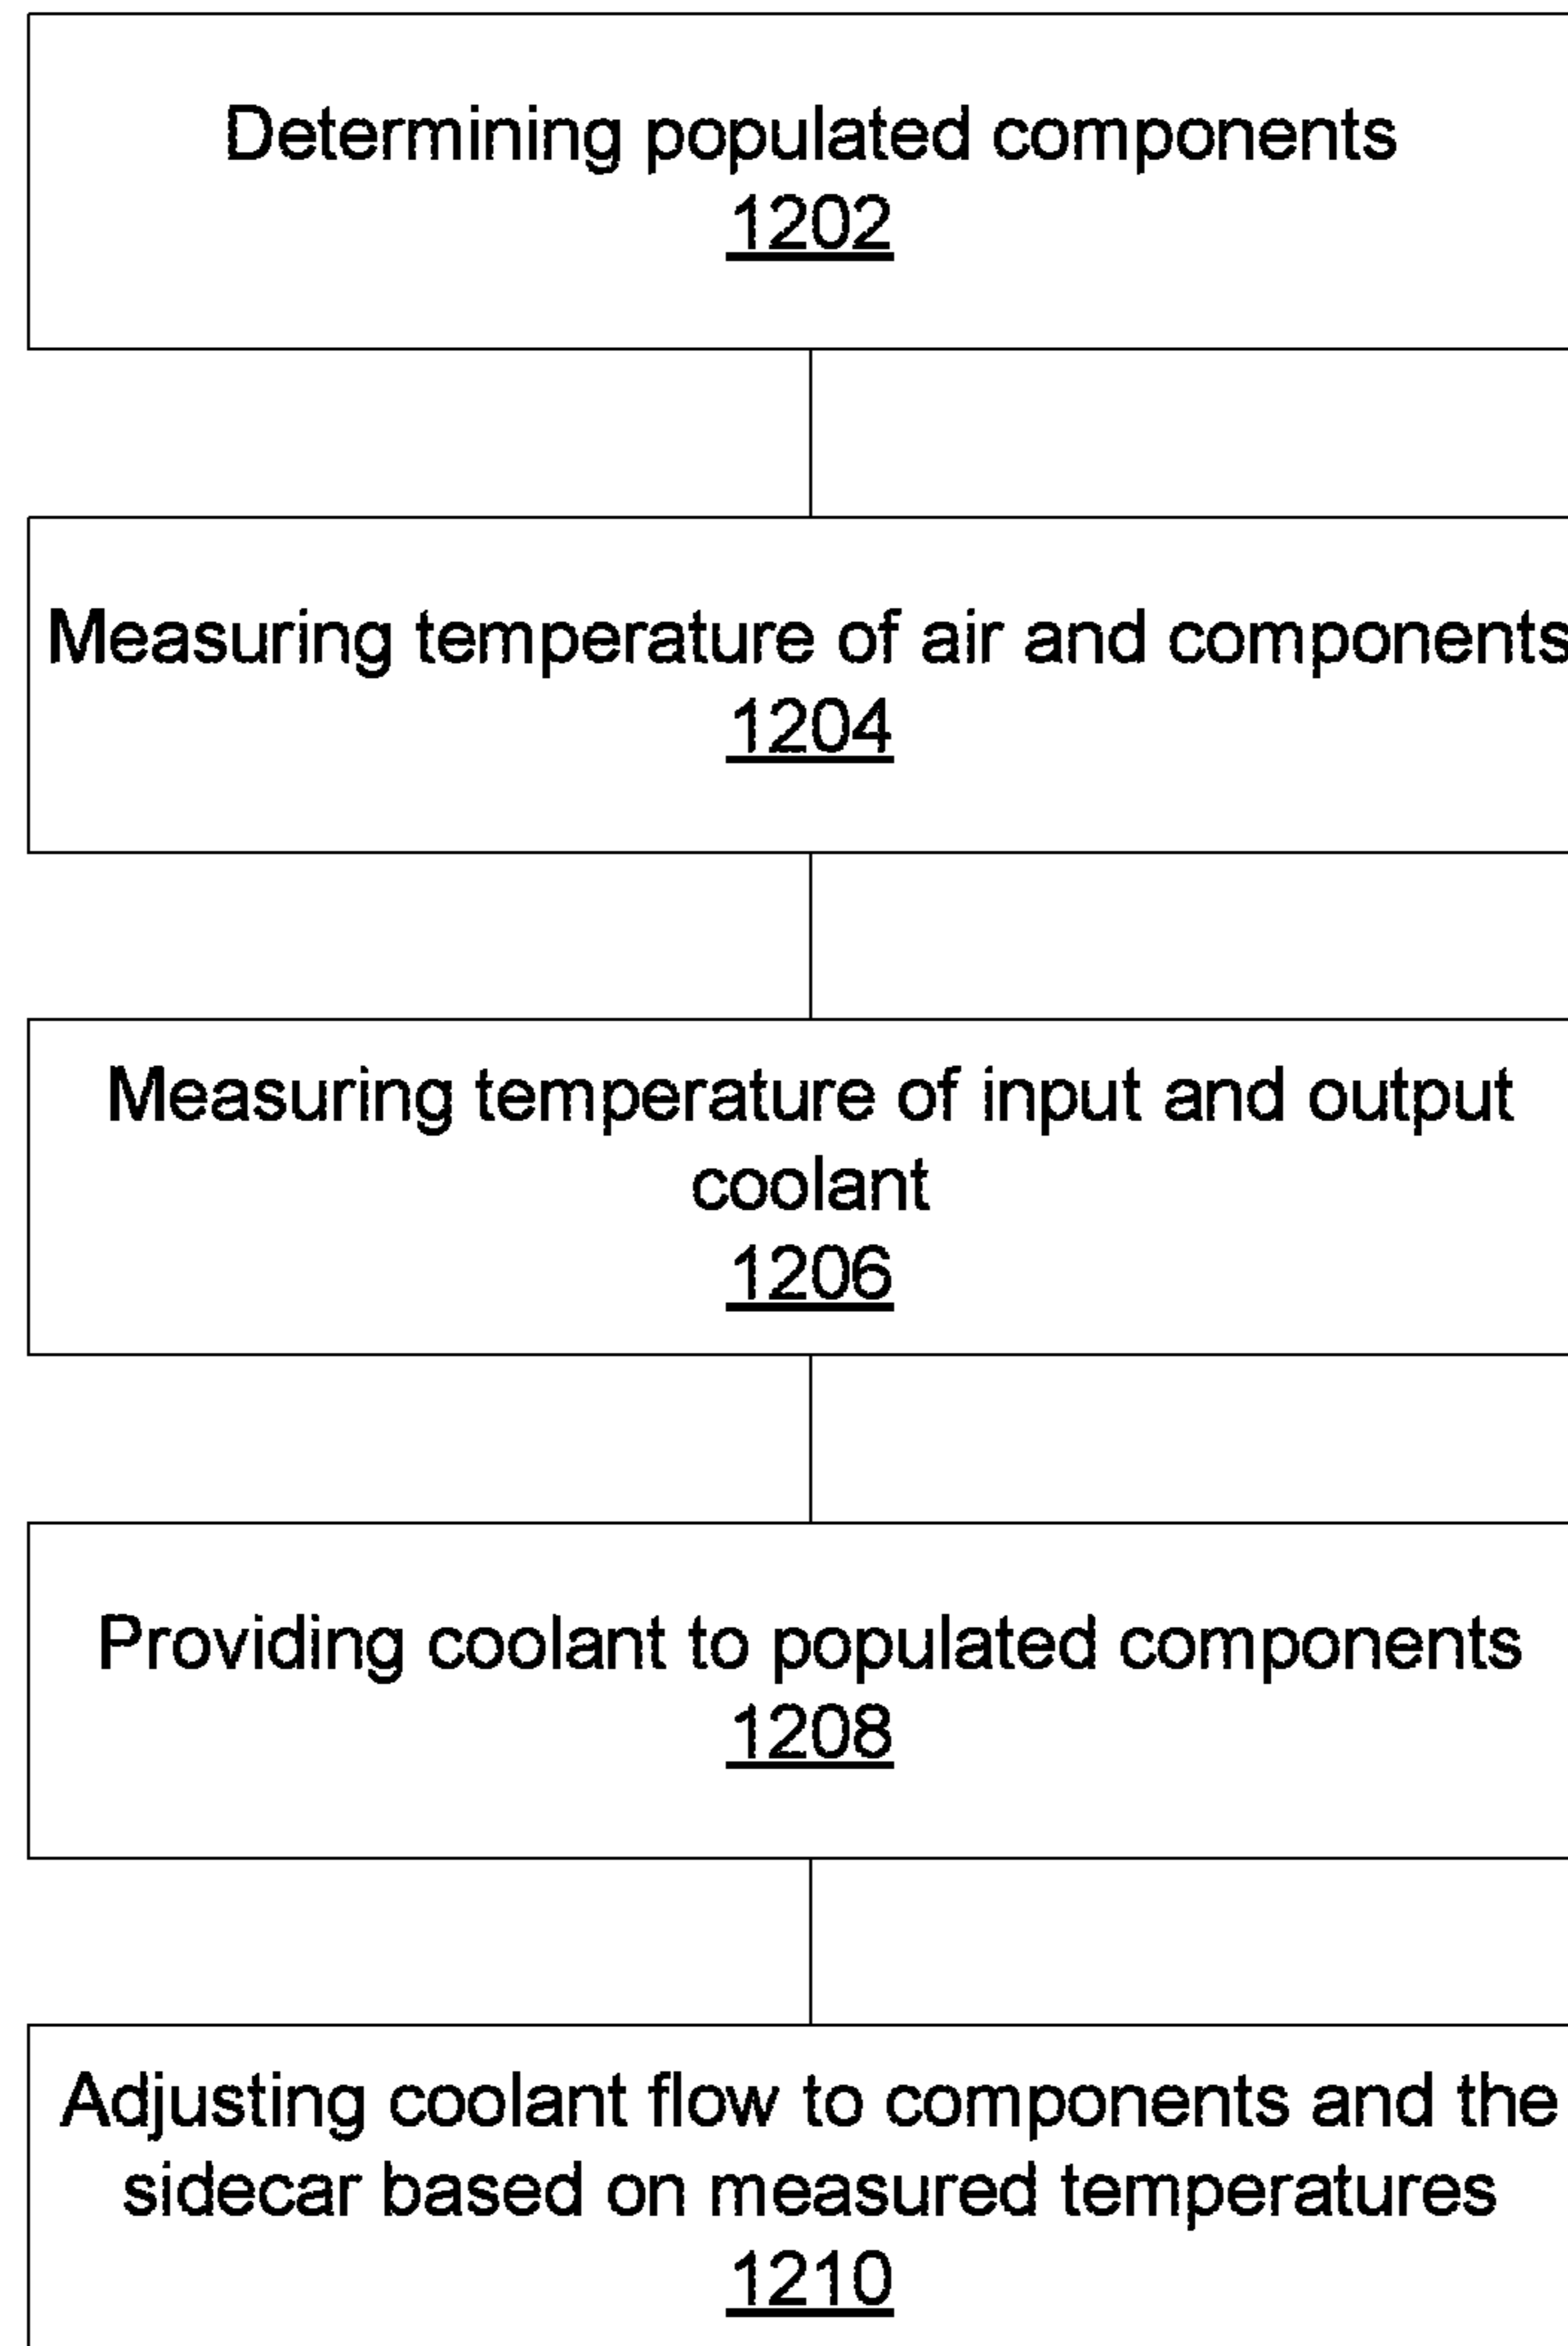 Determining populated components
1202
Measuring temperature of air and components
1204
Measuring temperature of input and output
coolant
1206
Providing coolant to populated components
1208
Adjusting coolant flow to components and the
sidecar based on measured temperatures
1210